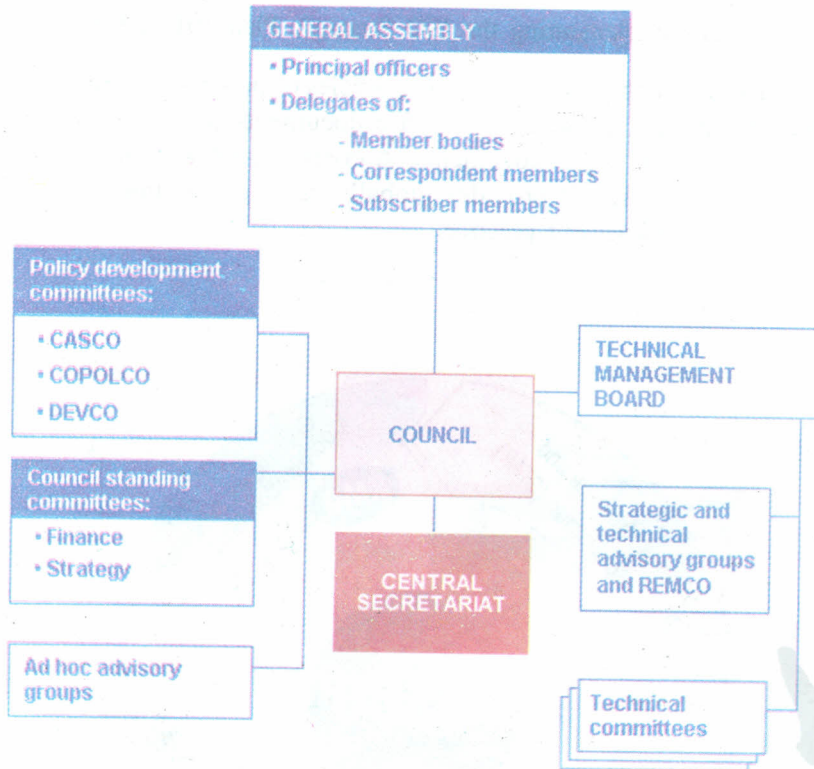 GENERAL ASSEMBLY
• Principal officers
• Delegates of:
- Member bodies
- Correspondent members
- Subscriber members
Policy development
committees:
• CASCO
• COPOLCO
• DEVCO
Council standing
committees:
• Finance
• Strategy
Ad hoc advisory
groups
COUNCIL
CENTRAL
SECRETARIAT
TECHNICAL
MANAGEMENT
BOARD
Strategic and
technical
advisory groups
and REMCO
Technical
committees